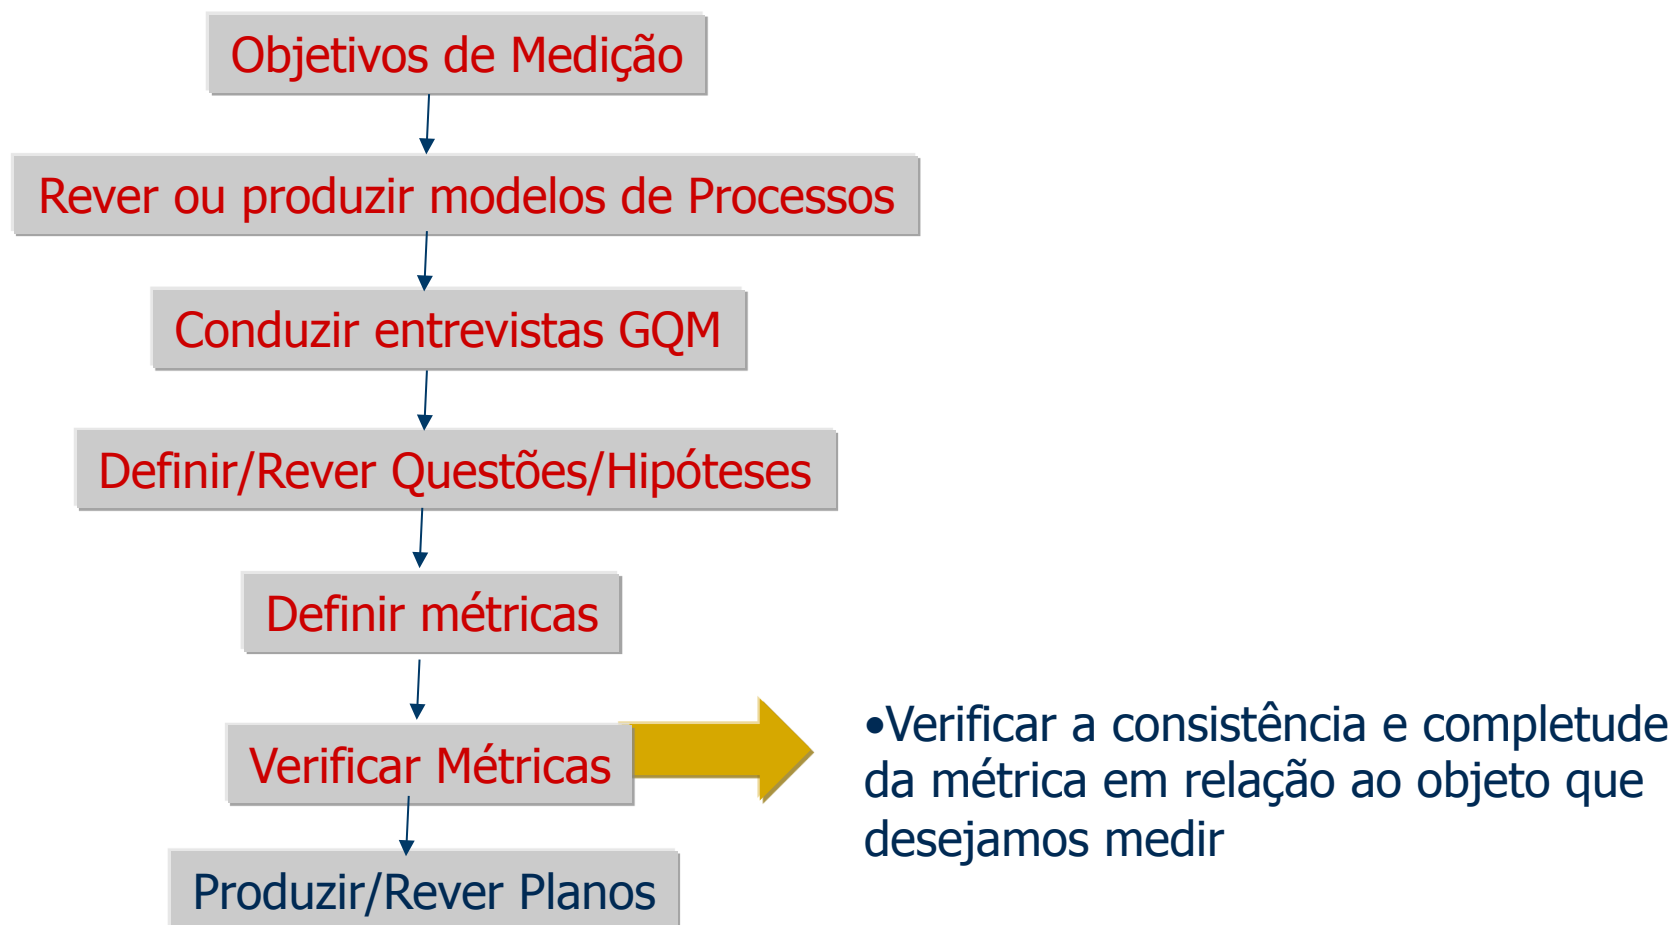 Objetivos de Medição
Rever ou produzir modelos de Processos
Conduzir entrevistas GQM
Definir/Rever Questões/Hipóteses
Definir métricas
Verificar Métricas
•Verificar a consistência e completude
da métrica em relação ao objeto que
desejamos medir
Produzir/Rever Planos